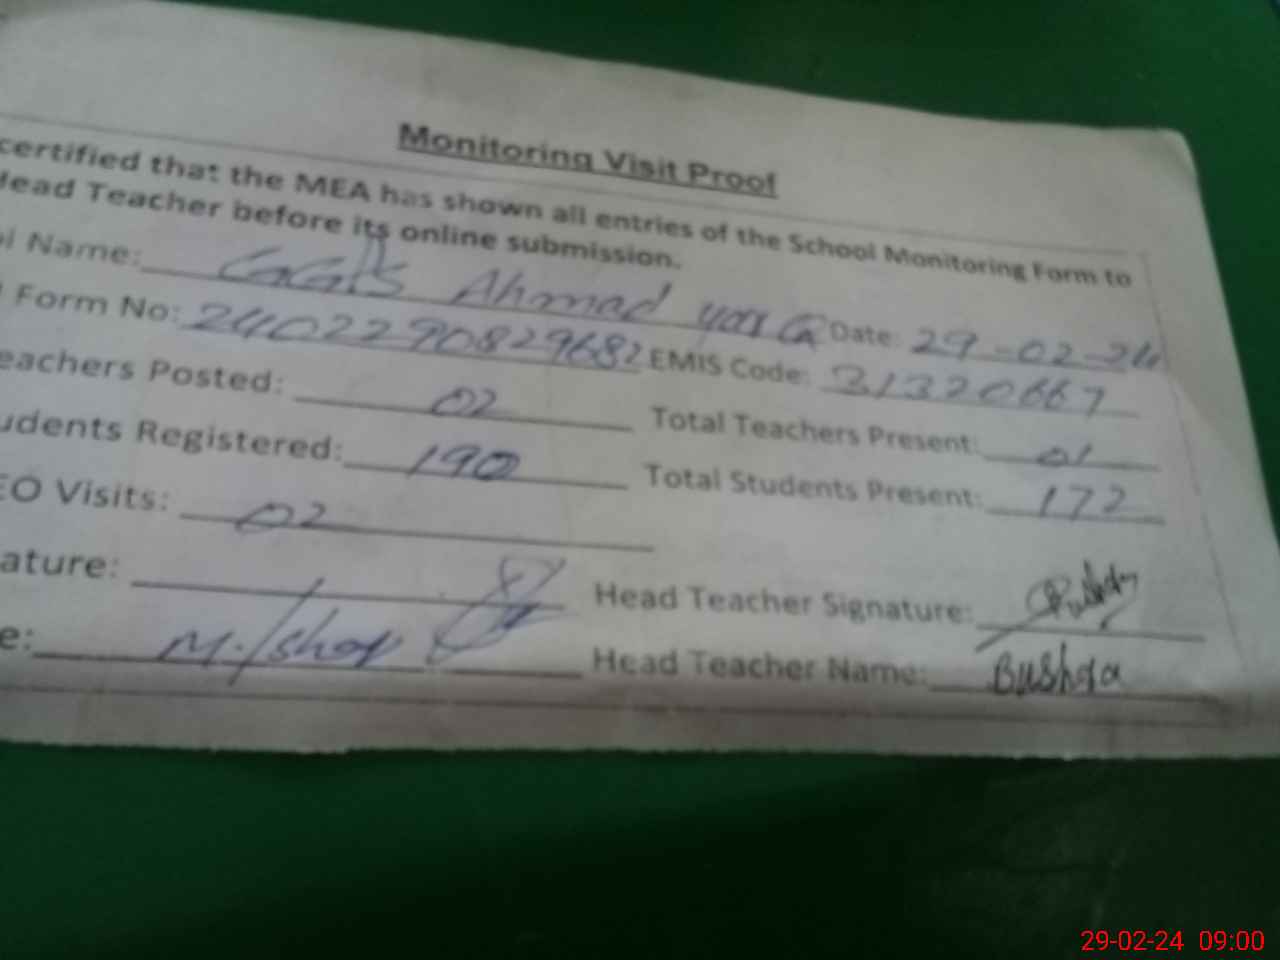 Monitoring Visit Proof
certified that the MEA has shown all entries of the School Monitoring Form to
Head Teacher before its online submission.
Name: GGPS Ahmad Date: 29-02-24
Form No: 240229082968 EMIS Code: 31320667
eachers Posted: 02 Total Teachers Present: 01
udents Registered: 190 Total Students Present: 172
EO Visits: 02
ature: Head Teacher Signature:
e: M. Head Teacher Name: Bushra
29-02-24 09:00